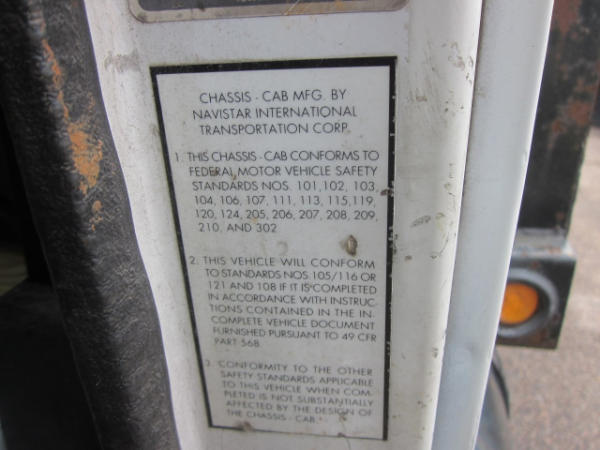 CHASSIS - CAB MFG. BY
NAVISTAR INTERNATIONAL
TRANSPORTATION CORP.
1. THIS CHASSIS - CAB CONFORMS TO
FEDERAL MOTOR VEHICLE SAFETY
STANDARDS NOS. 101, 102, 103,
104, 106, 107, 111, 113, 115, 119,
120, 124, 205, 206, 207, 208, 209,
210, AND 302
2. THIS VEHICLE WILL CONFORM
TO STANDARDS NOS. 105/116 OR
121 AND 108 IF IT IS COMPLETED
IN ACCORDANCE WITH INSTRUC-
TIONS CONTAINED IN THE IN-
COMPLETE VEHICLE DOCUMENT
FURNISHED PURSUANT TO 49 CFR
PART 568.
3. CONFORMITY TO THE OTHER
SAFETY STANDARDS APPLICABLE
TO THIS VEHICLE WHEN COM-
PLETED IS NOT SUBSTANTIALLY
AFFECTED BY THE DESIGN OF
THE CHASSIS - CAB.